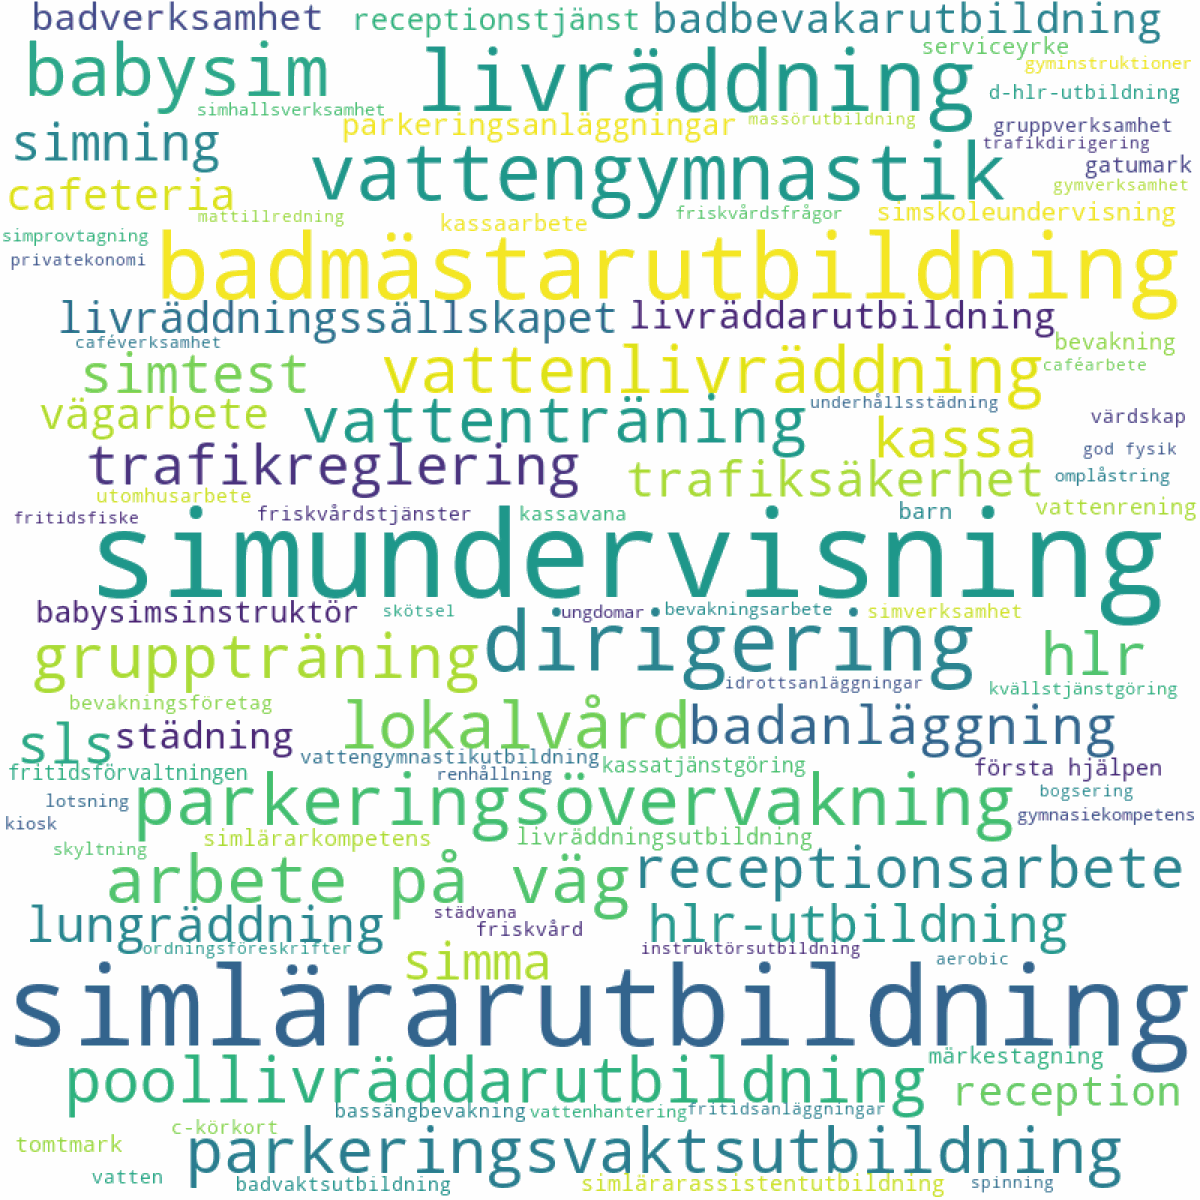 badverksamhet
receptionstjänst
badbevakarutbildning
babysim
livräddning
serviceyrke
gyminstruktioner
simhallsverksamhet
d-hlr-utbildning
simning
parkeringsanläggningar
massörutbildning
gruppverksamhet
trafikdirigering
vattengymnastik
gatumark
cafeteria
gymverksamhet
mattillredning
kassaarbete
friskvårdsfrågor
simskoleundervisning
simprovtagning
privatekonomi
badmästarutbildning
livräddningssällskapet
livräddarutbildning
caféverksamhet
bevakning
simtest
vattenlivräddning
caféarbete
vägarbete
vattenträning
underhållsstädning
kassa
värdskap
trafikreglering
god fysik
trafiksäkerhet
omplåstring
utomhusarbete
vattenrening
fritidsfiske
friskvårdstjänster
kassavana
barn
simundervisning
babysimsinstruktör
skötsel
ungdomar
bevakningsarbete
simverksamhet
gruppträning
dirigering
hlr
idrottsanläggningar
kvällstjänstgöring
bevakningsföretag
sls
städning
lokalvård
badanläggning
vattengymnastikutbildning
fritidsförvaltningen
renhållning
kassatjänstgöring
första hjälpen
lotsning
parkeringsövervakning
bogsering
kiosk
gymnasiekompetens
simlärarkompetens
livräddningsutbildning
skyltning
arbete på väg
receptionsarbete
lungräddning
städvana
friskvård
hlr-utbildning
ordningsföreskrifter
simma
instruktörsutbildning
aerobic
simlärarutbildning
märkestagning
poollivräddarutbildning
reception
bassängbevakning
vattenhantering
fritidsanläggningar
c-körkort
tomtmark
parkeringsvaktsutbildning
vatten
badvaktsutbildning
simlärarassistentutbildning
spinning